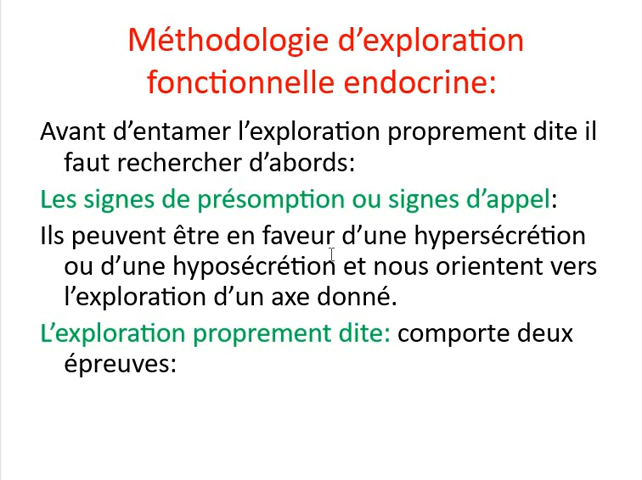 Méthodologie d’exploration
fonctionnelle endocrine:
Avant d’entamer l’exploration proprement dite il
faut rechercher d’abords:
Les signes de présomption ou signes d’appel:
Ils peuvent être en faveur d’une hypersécrétion
ou d’une hyposécrétion et nous orientent vers
l’exploration d’un axe donné.
L’exploration proprement dite: comporte deux
épreuves: